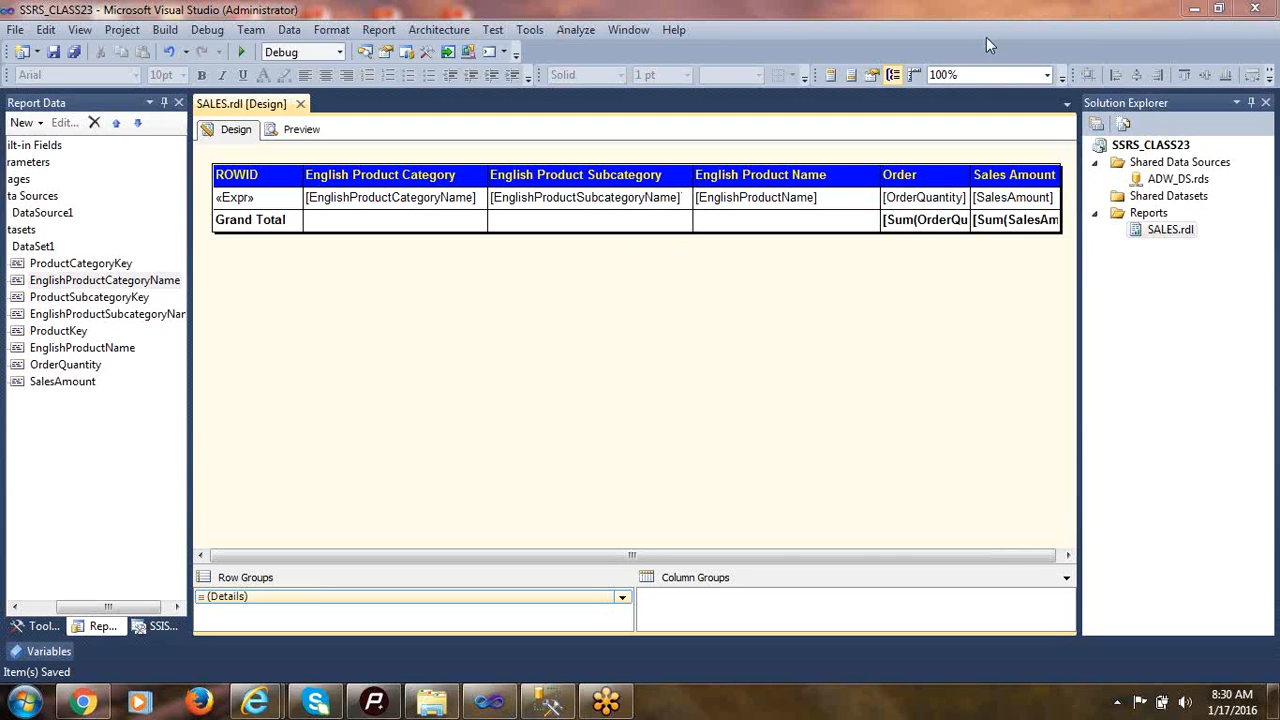 SSRS_CLASS23 - Microsoft Visual Studio (Administrator)
File Edit View Project Build Debug Team Data Format Report Architecture Test Tools Analyze Window Help
Debug
Arial 10pt B I U A Solid 1 pt 100%
Report Data
New Edit...
ilt-in Fields
rameters
ages
ta Sources
DataSource1
tasets
DataSet1
ProductCategoryKey
EnglishProductCategoryName
ProductSubcategoryKey
EnglishProductSubcategoryNar
ProductKey
EnglishProductName
OrderQuantity
SalesAmount
Tool... Rep... SSIS...
SALES.rdl [Design]
Design Preview
ROWID English Product Category English Product Subcategory English Product Name Order Sales Amount
«Expr» [EnglishProductCategoryName] [EnglishProductSubcategoryName] [EnglishProductName] [OrderQuantity] [SalesAmount]
Grand Total [Sum(OrderQu [Sum(SalesAm
Row Groups Column Groups
(Details)
Solution Explorer
SSRS_CLASS23
Shared Data Sources
ADW_DS.rds
Shared Datasets
Reports
SALES.rdl
Variables
Item(s) Saved
8:30 AM
1/17/2016